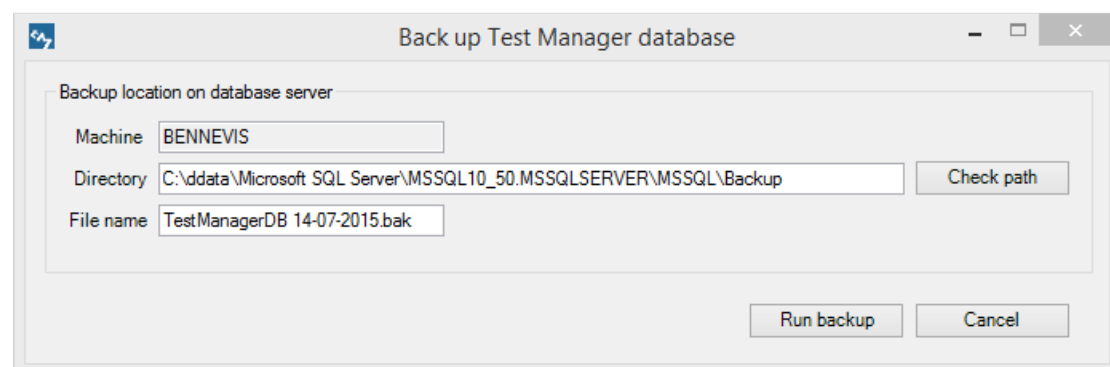 Back up Test Manager database
Backup location on database server
Machine BENNEVIS
Directory C:\ddata\Microsoft SQL Server\MSSQL10_50.MSSQLSERVER\MSSQL\Backup Check path
File name TestManagerDB 14-07-2015.bak
Run backup Cancel